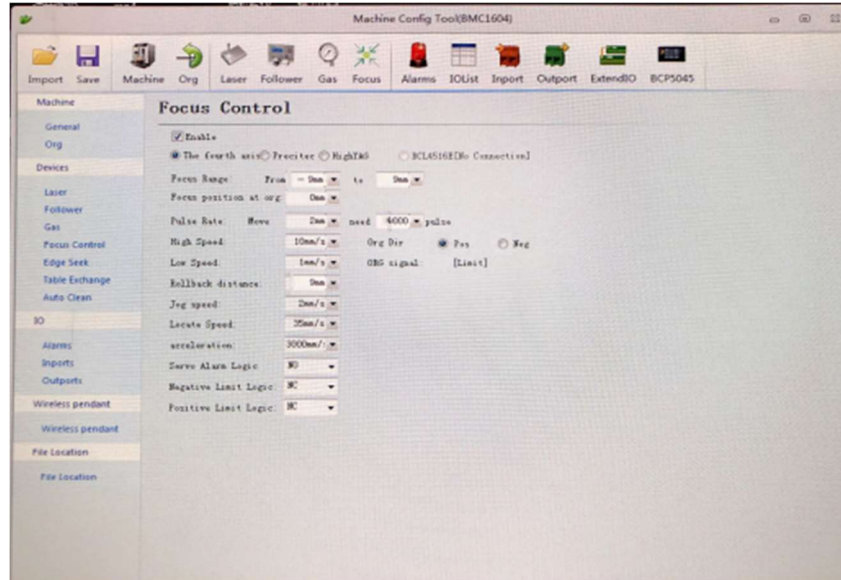 Machine Config Tool(BMC1604)
Import Save Machine Org Laser Follower Gas Focus Alarms IOList Inport Outport ExtendIO BCP5045
Machine
General
Org
Devices
Laser
Follower
Gas
Focus Control
Edge Seek
Table Exchange
Auto Clean
IO
Alarms
Inports
Outports
Wireless pendant
Wireless pendant
File Location
File Location
Focus Control
Enable
The fourth axis Precitec HighYAG BCL4516E[No Connection]
Focus Range: From - 9mm to 9mm
Focus position at org 0mm
Pulse Rate: Move 2mm need 4000 pulse
High Speed: 10mm/s Org Dir Pos Neg
Low Speed: 1mm/s ORG signal: [Limit]
Rollback distance: 9mm
Jog speed: 2mm/s
Locate Speed: 35mm/s
acceleration: 3000mm/
Servo Alarm Logic NO
Negative Limit Logic: NC
Positive Limit Logic: NC